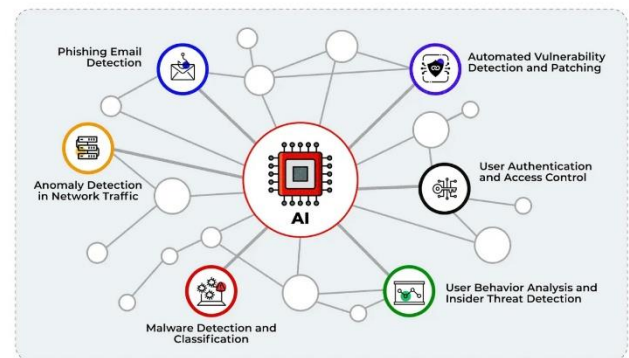 Phishing Email
Detection
Automated Vulnerability
Detection and Patching
Anomaly Detection
in Network Traffic
AI
User Authentication
and Access Control
Malware Detection and
Classification
User Behavior Analysis and
Insider Threat Detection